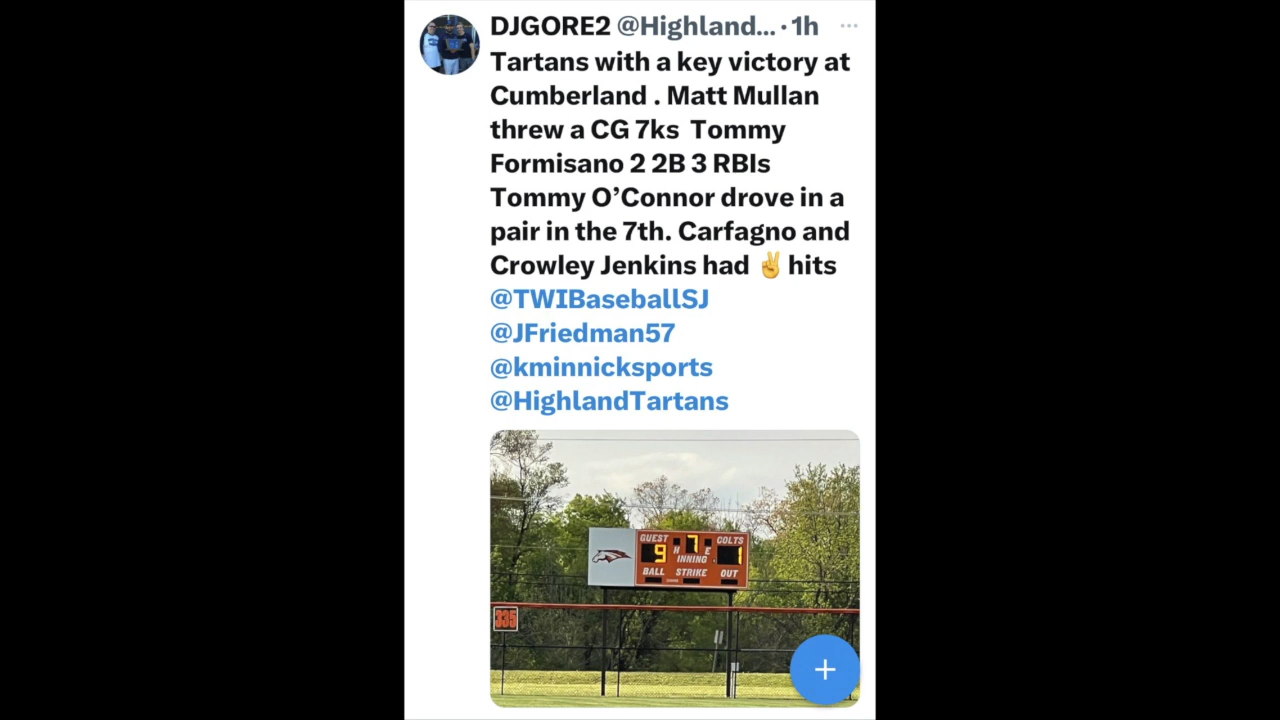 DJGORE2 @Highland... · 1h ...
Tartans with a key victory at
Cumberland . Matt Mullan
threw a CG 7ks  Tommy
Formisano 2 2B 3 RBIs
Tommy O’Connor drove in a
pair in the 7th. Carfagno and
Crowley Jenkins had ✌️ hits
@TWIBaseballSJ
@JFriedman57
@kminnicksports
@HighlandTartans
GUEST 7 COLTS
9 H E 1
INNING
BALL STRIKE OUT
335
+